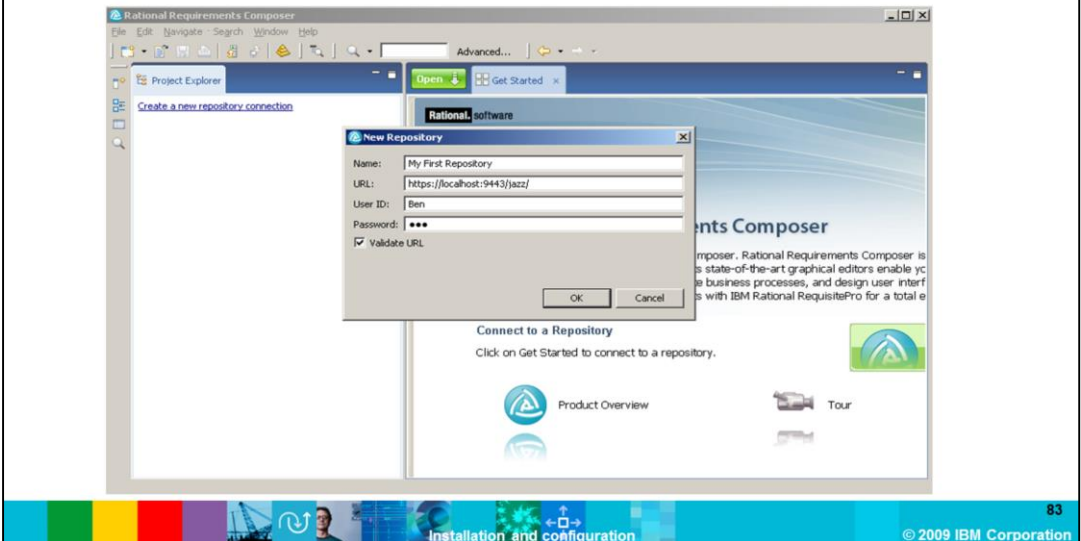 Rational Requirements Composer
File Edit Navigate Search Window Help
Advanced...
Project Explorer
Open
Get Started
Create a new repository connection
Rational. software
New Repository
Name: My First Repository
URL: https://localhost:9443/jazz/
User ID: Ben
Password: ●●●
Validate URL
OK Cancel
ents Composer
mposer. Rational Requirements Composer is
s state-of-the-art graphical editors enable yc
e business processes, and design user interf
s with IBM Rational RequisitePro for a total e
Connect to a Repository
Click on Get Started to connect to a repository.
Product Overview
Tour
83
Installation and configuration
© 2009 IBM Corporation